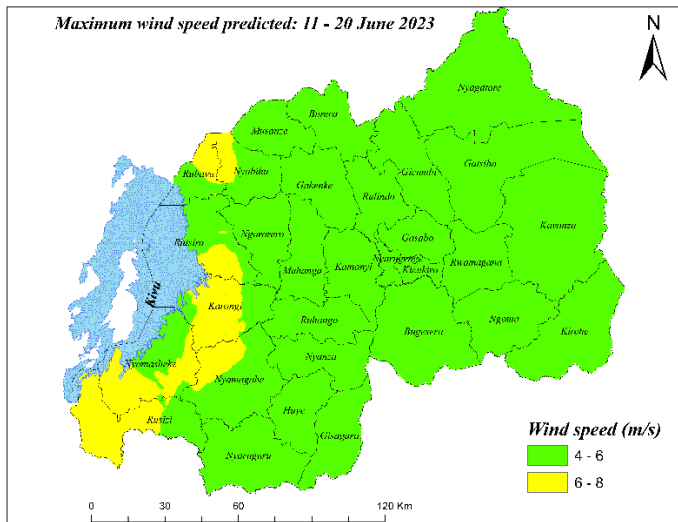 Maximum wind speed predicted: 11 - 20 June 2023
N
Nyagatare
Burera
Musanze
Rubavu
Nyabihu
Gakenke
Rulindo
Gicumbi
Gatsibo
Kayonza
Rutsiro
Ngororero
Gasabo
Nyarugenge
Kicukiro
Rwamagana
Muhanga
Kamonyi
Kivu
Karongi
Ruhango
Bugesera
Ngoma
Kirehe
Nyamasheke
Nyamagabe
Nyanza
Rusizi
Huye
Gisagara
Nyaruguru
Wind speed (m/s)
4 - 6
6 - 8
0 30 60 120 Km